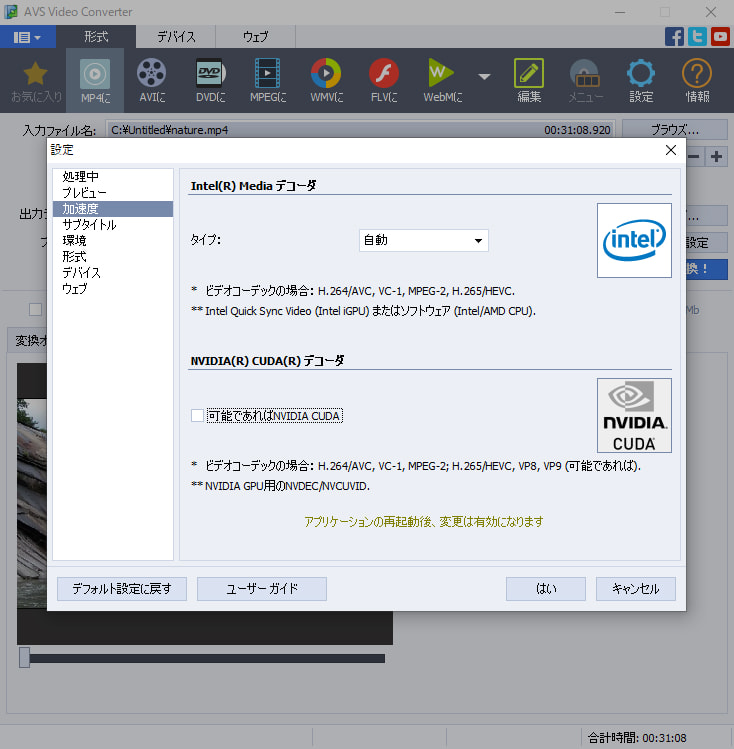 AVS Video Converter
形式
デバイス
ウェブ
お気に入り
MP4に
AVIに
DVD
DVDに
MPEGに
WMVに
FLVに
W
WebMに
編集
メニュー
設定
情報
入力ファイル名:
C:¥Untitled¥nature.mp4
00:31:08.920
ブラウズ...
設定
処理中
プレビュー
加速度
サブタイトル
環境
形式
デバイス
ウェブ
Intel(R) Media デコーダ
タイプ:
自動
intel
* ビデオコーデックの場合: H.264/AVC, VC-1, MPEG-2, H.265/HEVC.
** Intel Quick Sync Video (Intel iGPU) またはソフトウェア (Intel/AMD CPU).
NVIDIA(R) CUDA(R) デコーダ
可能であればNVIDIA CUDA
NVIDIA.
CUDA
* ビデオコーデックの場合: H.264/AVC, VC-1, MPEG-2; H.265/HEVC, VP8, VP9 (可能であれば).
** NVIDIA GPU用のNVDEC/NVCUVID.
アプリケーションの再起動後、変更は有効になります
デフォルト設定に戻す
ユーザー ガイド
はい
キャンセル
出力
設定
換！
Mb
変換
合計時間: 00:31:08